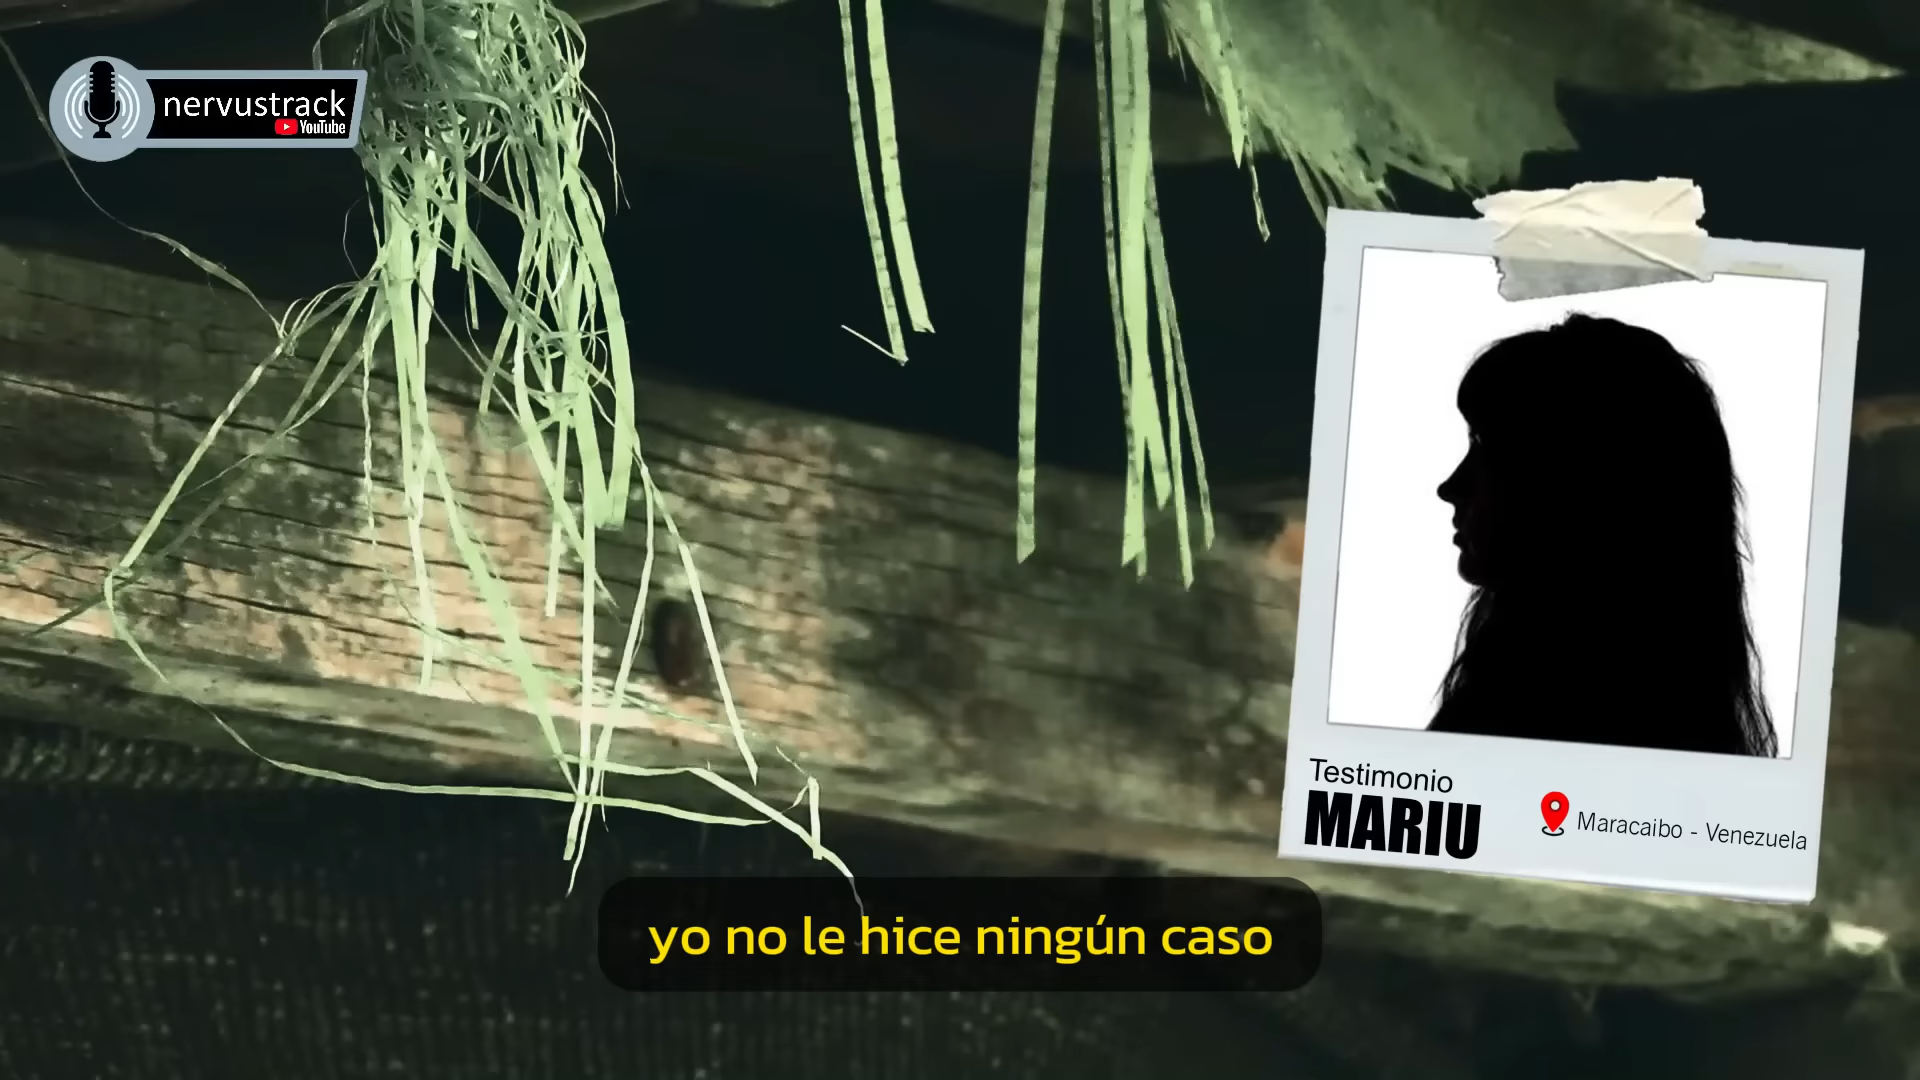 nervustrack
YouTube
Testimonio
MARIU
Maracaibo - Venezuela
yo no le hice ningún caso